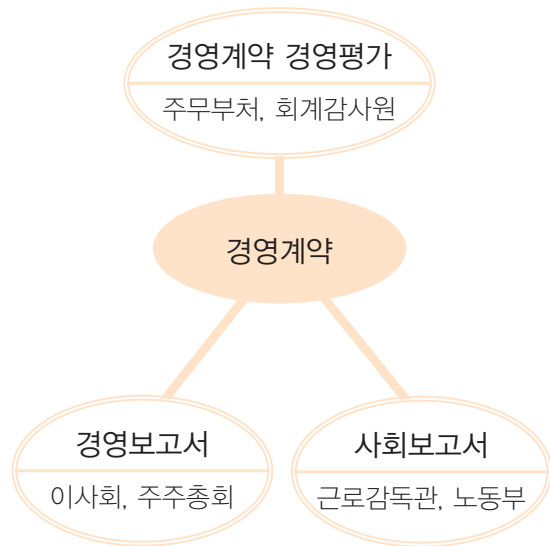 경영계약 경영평가
주무부처, 회계감사원
경영계약
경영보고서
이사회, 주주총회
사회보고서
근로감독관, 노동부